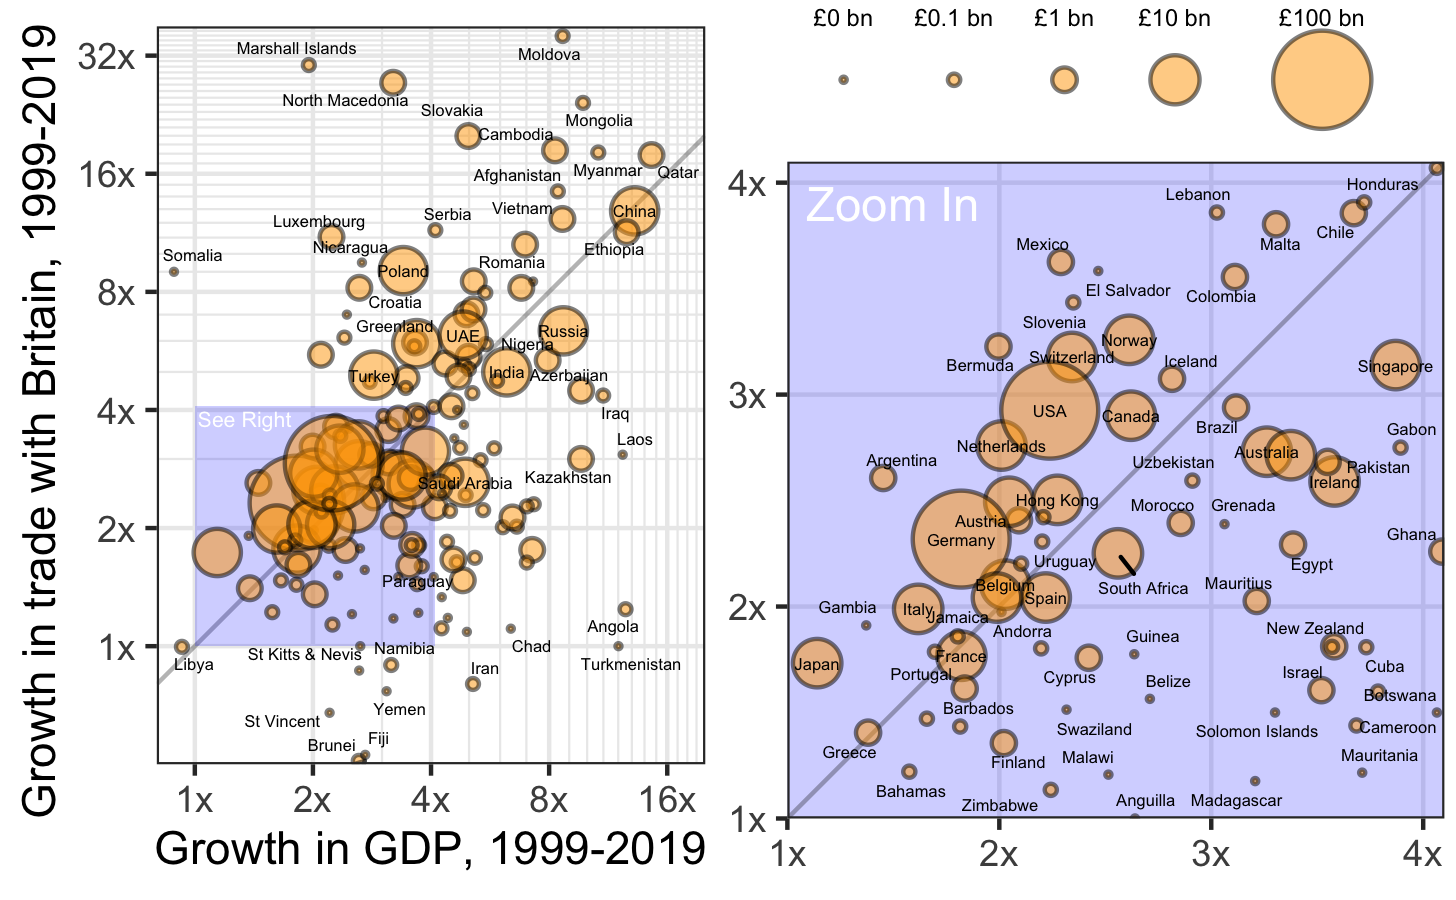 £0 bn £0.1 bn £1 bn £10 bn £100 bn
Growth in trade with Britain, 1999-2019
32x
16x
8x
4x
2x
1x
Marshall Islands
Moldova
North Macedonia
Slovakia
Mongolia
Cambodia
Myanmar
Qatar
Afghanistan
Vietnam
China
Serbia
Luxembourg
Ethiopia
Nicaragua
Somalia
Romania
Poland
Croatia
Greenland
UAE
Russia
Nigeria
Turkey
India
Azerbaijan
Iraq
See Right
Laos
Kazakhstan
Saudi Arabia
Paraguay
Angola
Chad
Turkmenistan
Libya
St Kitts & Nevis
Namibia
Iran
Yemen
St Vincent
Fiji
Brunei
1x 2x 4x 8x 16x
Growth in GDP, 1999-2019
Zoom In
4x
3x
2x
1x
Honduras
Lebanon
Chile
Malta
Mexico
El Salvador
Colombia
Slovenia
Norway
Switzerland
Iceland
Bermuda
Singapore
USA
Canada
Brazil
Gabon
Netherlands
Argentina
Uzbekistan
Australia
Pakistan
Ireland
Hong Kong
Morocco
Grenada
Austria
Germany
Ghana
Uruguay
Egypt
South Africa
Mauritius
Belgium
Spain
Gambia
Italy
Jamaica
Andorra
New Zealand
Guinea
France
Japan
Portugal
Cyprus
Israel
Cuba
Belize
Botswana
Barbados
Swaziland
Solomon Islands
Cameroon
Greece
Finland
Malawi
Mauritania
Bahamas
Zimbabwe
Anguilla
Madagascar
1x 2x 3x 4x